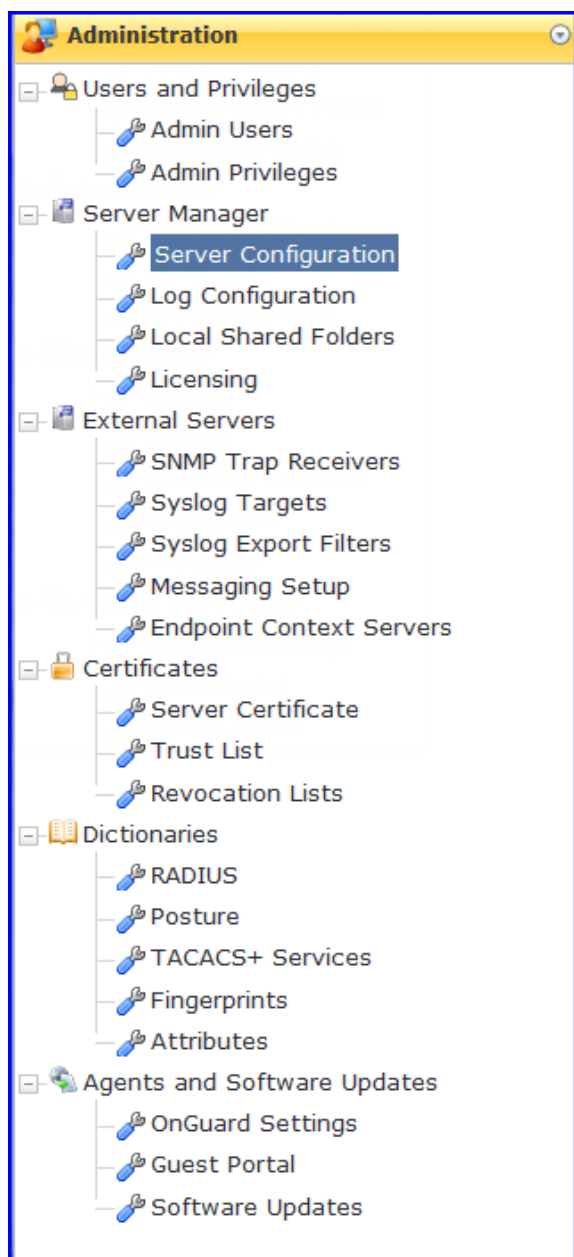 Administration
Users and Privileges
Admin Users
Admin Privileges
Server Manager
Server Configuration
Log Configuration
Local Shared Folders
Licensing
External Servers
SNMP Trap Receivers
Syslog Targets
Syslog Export Filters
Messaging Setup
Endpoint Context Servers
Certificates
Server Certificate
Trust List
Revocation Lists
Dictionaries
RADIUS
Posture
TACACS+ Services
Fingerprints
Attributes
Agents and Software Updates
OnGuard Settings
Guest Portal
Software Updates